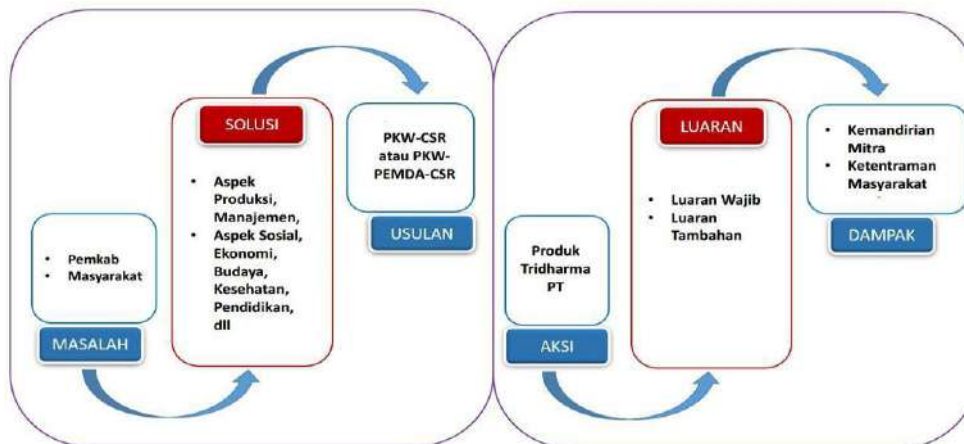 • Pemkab
• Masyarakat
MASALAH
SOLUSI
• Aspek
Produksi,
Manajemen,
• Aspek Sosial,
Ekonomi,
Budaya,
Kesehatan,
Pendidikan,
dll
PKW-CSR
atau PKW-
PEMDA-CSR
USULAN
Produk
Tridharma
PT
AKSI
LUARAN
• Luaran Wajib
• Luaran
Tambahan
• Kemandirian
Mitra
• Ketentraman
Masyarakat
DAMPAK